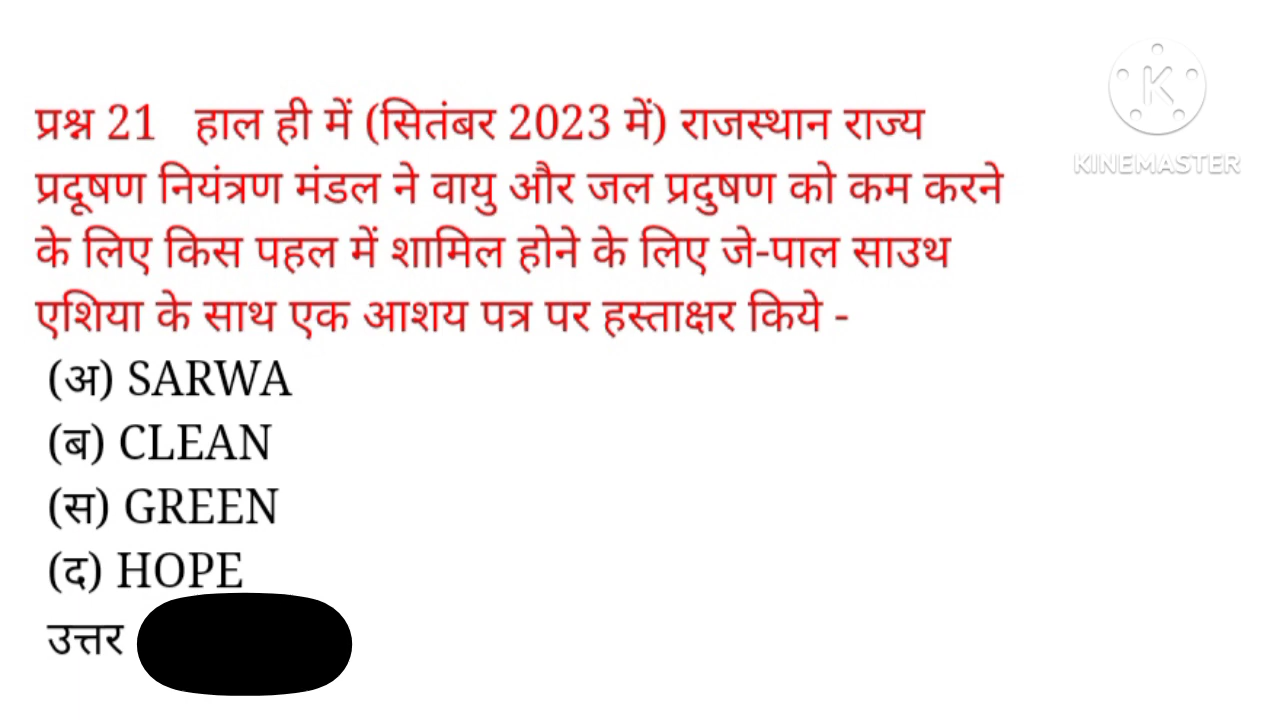 प्रश्न 21 हाल ही में (सितंबर 2023 में) राजस्थान राज्य
प्रदूषण नियंत्रण मंडल ने वायु और जल प्रदुषण को कम करने
के लिए किस पहल में शामिल होने के लिए जे-पाल साउथ
एशिया के साथ एक आशय पत्र पर हस्ताक्षर किये -
(अ) SARWA
(ब) CLEAN
(स) GREEN
(द) HOPE
उत्तर
K
KINEMASTER